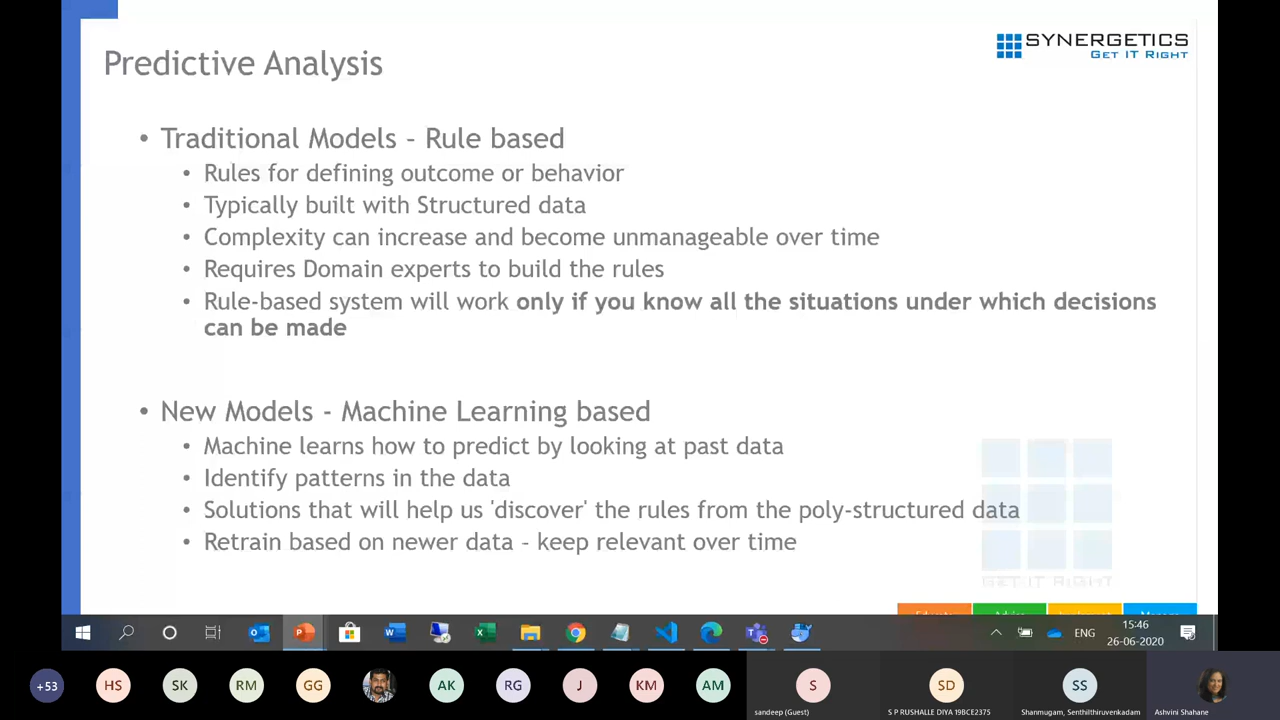 SYNERGETICS
GET IT RIGHT
Predictive Analysis
• Traditional Models - Rule based
• Rules for defining outcome or behavior
• Typically built with Structured data
• Complexity can increase and become unmanageable over time
• Requires Domain experts to build the rules
• Rule-based system will work only if you know all the situations under which decisions
can be made
• New Models - Machine Learning based
• Machine learns how to predict by looking at past data
• Identify patterns in the data
• Solutions that will help us 'discover' the rules from the poly-structured data
• Retrain based on newer data - keep relevant over time
GET IT RIGHT
ENG
15:46
26-06-2020
+53
HS
SK
RM
GG
AK
RG
J
KM
AM
S
SD
SS
sandeep (Guest)
S P RUSHALLE DIYA 19BCE2375
Shanmugam, Senthilthiruvenkadam
Ashvini Shahane